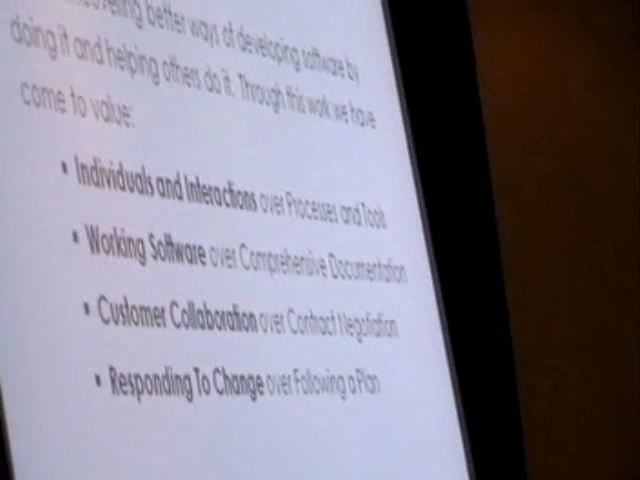 better ways of developing software by
doing it and helping others do it. Through this work we have
come to value:
• Individuals and Interactions over Processes and Tools
• Working Software over Comprehensive Documentation
• Customer Collaboration over Contract Negotiation
• Responding To Change over Following a Plan